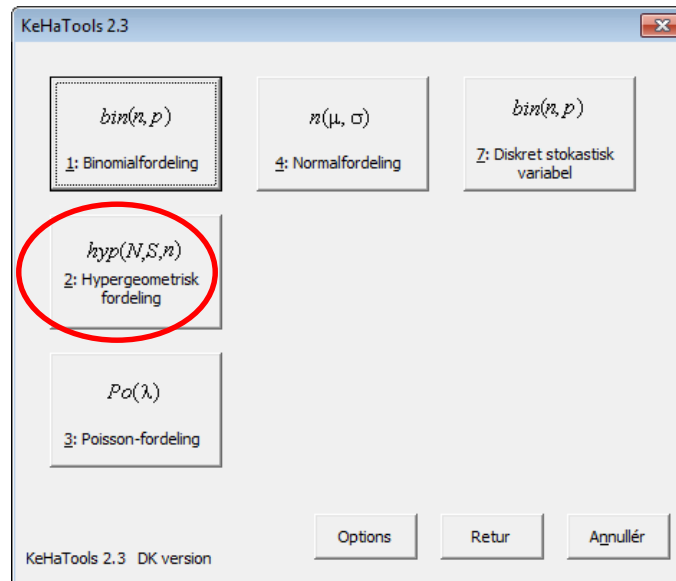 KeHaTools 2.3
bin(n,p)
1: Binomialfordeling
n(μ, σ)
4: Normalfordeling
bin(n,p)
7: Diskret stokastisk
variabel
hyp(N,S,n)
2: Hypergeometrisk
fordeling
Po(λ)
3: Poisson-fordeling
Options
Retur
Annullér
KeHaTools 2.3 DK version